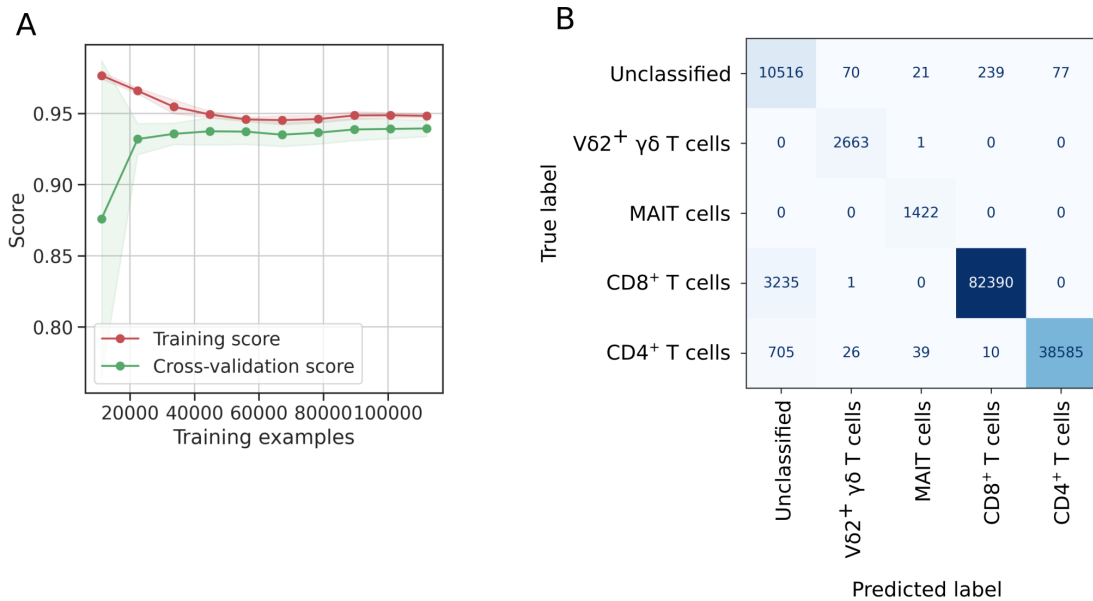 A
0.95
0.90
0.85
0.80
Score
Training score
Cross-validation score
20000 40000 60000 80000 100000
Training examples
B
True label
Unclassified 10516 70 21 239 77
Vδ2⁺ γδ T cells 0 2663 1 0 0
MAIT cells 0 0 1422 0 0
CD8⁺ T cells 3235 1 0 82390 0
CD4⁺ T cells 705 26 39 10 38585
Unclassified
Vδ2⁺ γδ T cells
MAIT cells
CD8⁺ T cells
CD4⁺ T cells
Predicted label